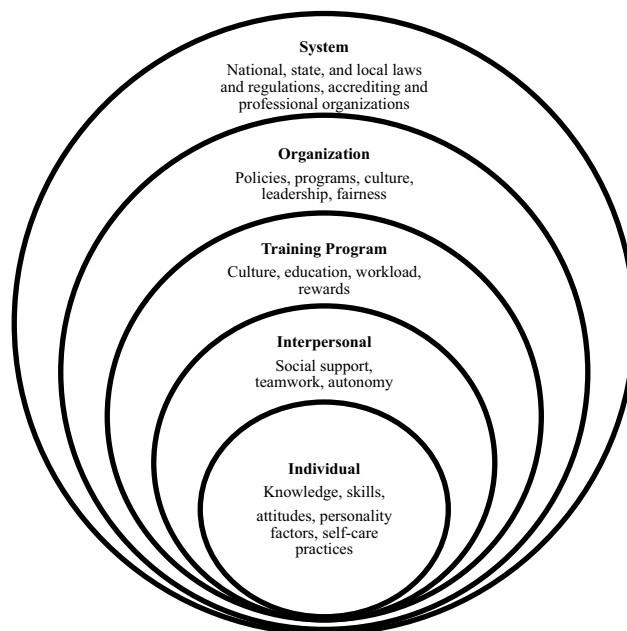 System
National, state, and local laws
and regulations, accrediting and
professional organizations
Organization
Policies, programs, culture,
leadership, fairness
Training Program
Culture, education, workload,
rewards
Interpersonal
Social support,
teamwork, autonomy
Individual
Knowledge, skills,
attitudes, personality
factors, self-care
practices